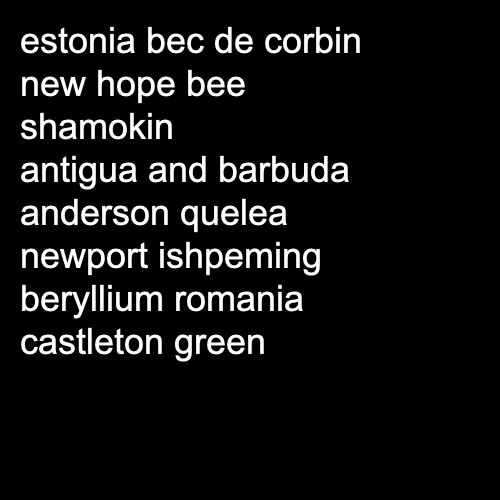 estonia bec de corbin
new hope bee
shamokin
antigua and barbuda
anderson quelea
newport ishpeming
beryllium romania
castleton green